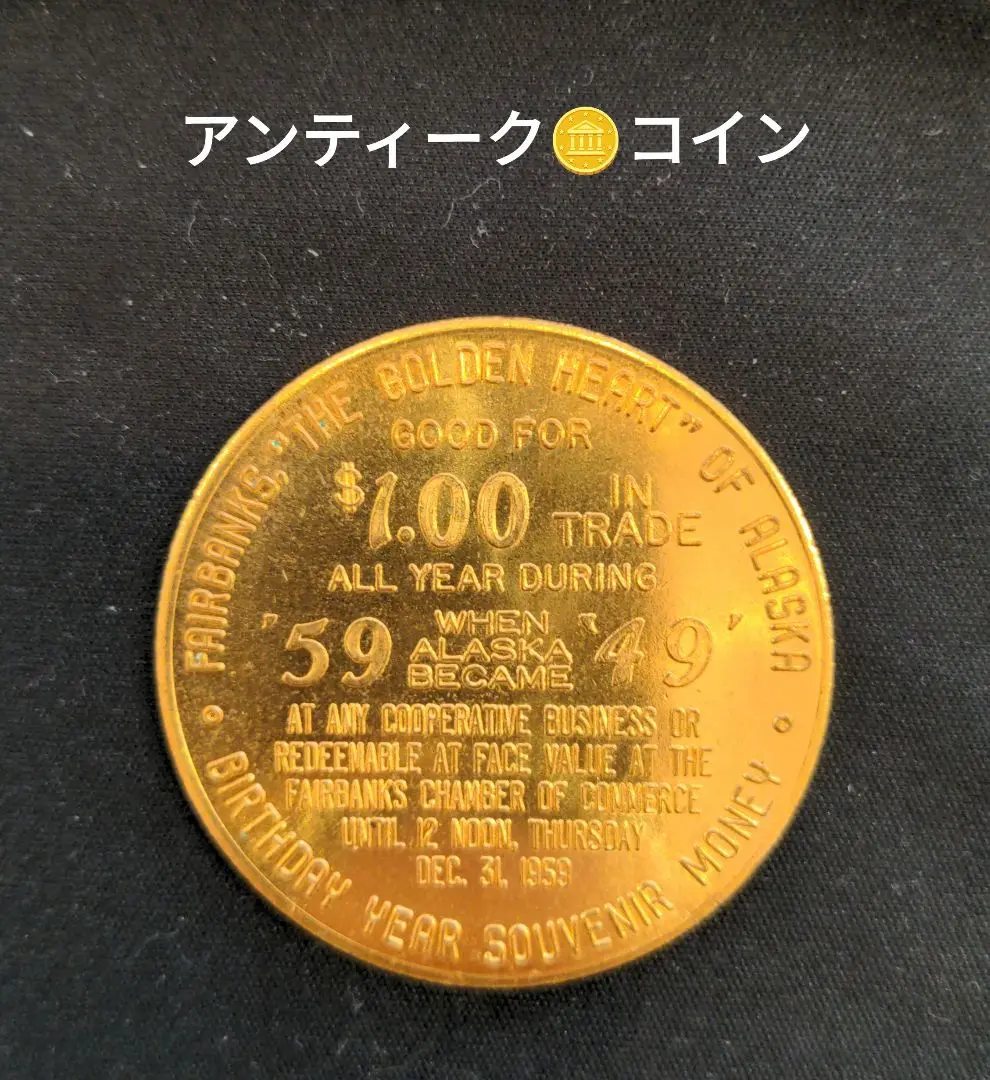 アンティーク🪙コイン
FAIRBANKS, "THE GOLDEN HEART" OF ALASKA
GOOD FOR
$1.00 IN TRADE
ALL YEAR DURING
'59 WHEN ALASKA BECAME '49'
AT ANY COOPERATIVE BUSINESS OR
REDEEMABLE AT FACE VALUE AT THE
FAIRBANKS CHAMBER OF COMMERCE
UNTIL 12 NOON, THURSDAY
DEC. 31, 1959
BIRTHDAY YEAR SOUVENIR MONEY